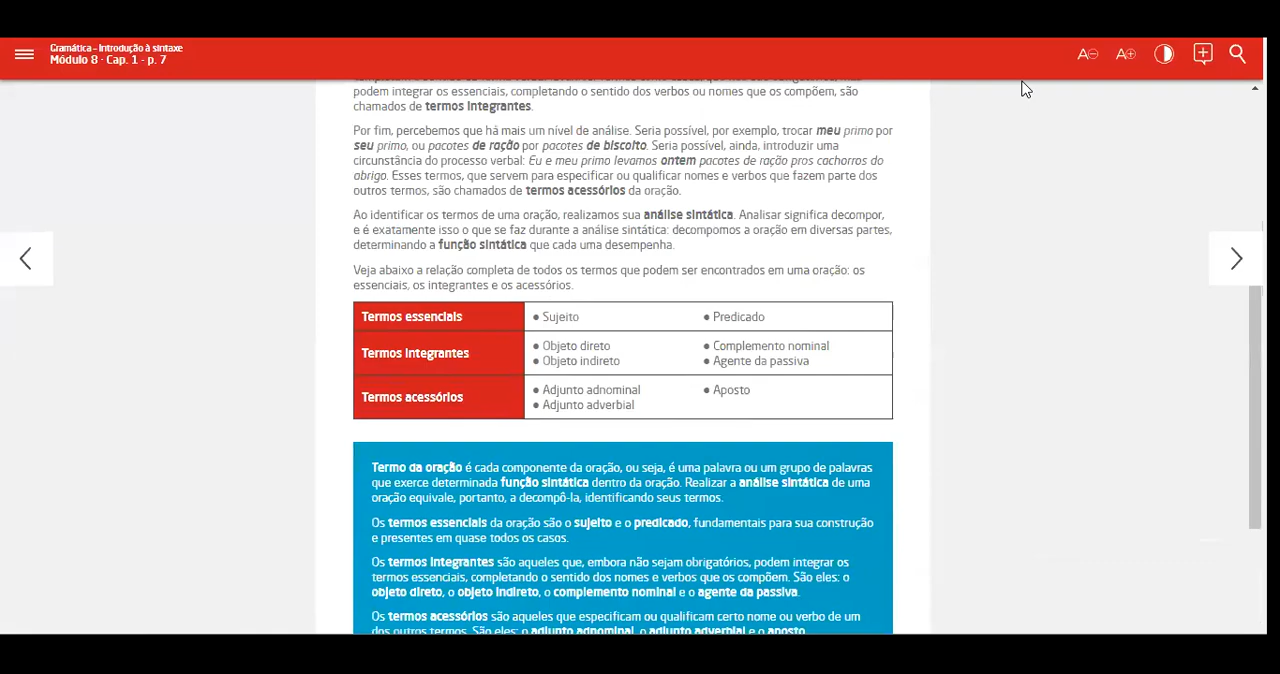 Gramática – Introdução à sintaxe
Módulo 8 · Cap. 1 - p. 7
A
A
podem integrar os essenciais, completando o sentido dos verbos ou nomes que os compõem, são
chamados de termos integrantes.
Por fim, percebemos que há mais um nível de análise. Seria possível, por exemplo, trocar meu primo por
seu primo, ou pacotes de ração por pacotes de biscoito. Seria possível, ainda, introduzir uma
circunstância do processo verbal: Eu e meu primo levamos ontem pacotes de ração pros cachorros do
abrigo. Esses termos, que servem para especificar ou qualificar nomes e verbos que fazem parte dos
outros termos, são chamados de termos acessórios da oração.
Ao identificar os termos de uma oração, realizamos sua análise sintática. Analisar significa decompor,
e é exatamente isso o que se faz durante a análise sintática: decompomos a oração em diversas partes,
determinando a função sintática que cada uma desempenha.
Veja abaixo a relação completa de todos os termos que podem ser encontrados em uma oração: os
essenciais, os integrantes e os acessórios.
Termos essenciais
• Sujeito
• Predicado
Termos integrantes
• Objeto direto
• Objeto indireto
• Complemento nominal
• Agente da passiva
Termos acessórios
• Adjunto adnominal
• Adjunto adverbial
• Aposto
Termo da oração é cada componente da oração, ou seja, é uma palavra ou um grupo de palavras
que exerce determinada função sintática dentro da oração. Realizar a análise sintática de uma
oração equivale, portanto, a decompô-la, identificando seus termos.
Os termos essenciais da oração são o sujeito e o predicado, fundamentais para sua construção
e presentes em quase todos os casos.
Os termos integrantes são aqueles que, embora não sejam obrigatórios, podem integrar os
termos essenciais, completando o sentido dos nomes e verbos que os compõem. São eles: o
objeto direto, o objeto indireto, o complemento nominal e o agente da passiva.
Os termos acessórios são aqueles que especificam ou qualificam certo nome ou verbo de um
dos outros termos. São eles: o adjunto adnominal, o adjunto adverbial e o aposto.